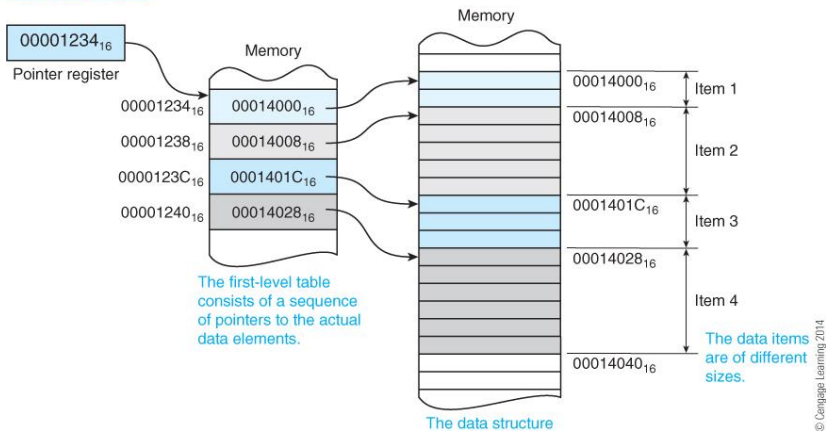 00001234₁₆
Pointer register
Memory
00001234₁₆ 00014000₁₆
00001238₁₆ 00014008₁₆
0000123C₁₆ 0001401C₁₆
00001240₁₆ 00014028₁₆
The first-level table
consists of a sequence
of pointers to the actual
data elements.
Memory
00014000₁₆
Item 1
00014008₁₆
Item 2
0001401C₁₆
Item 3
00014028₁₆
Item 4
00014040₁₆
The data items
are of different
sizes.
The data structure
© Cengage Learning 2014